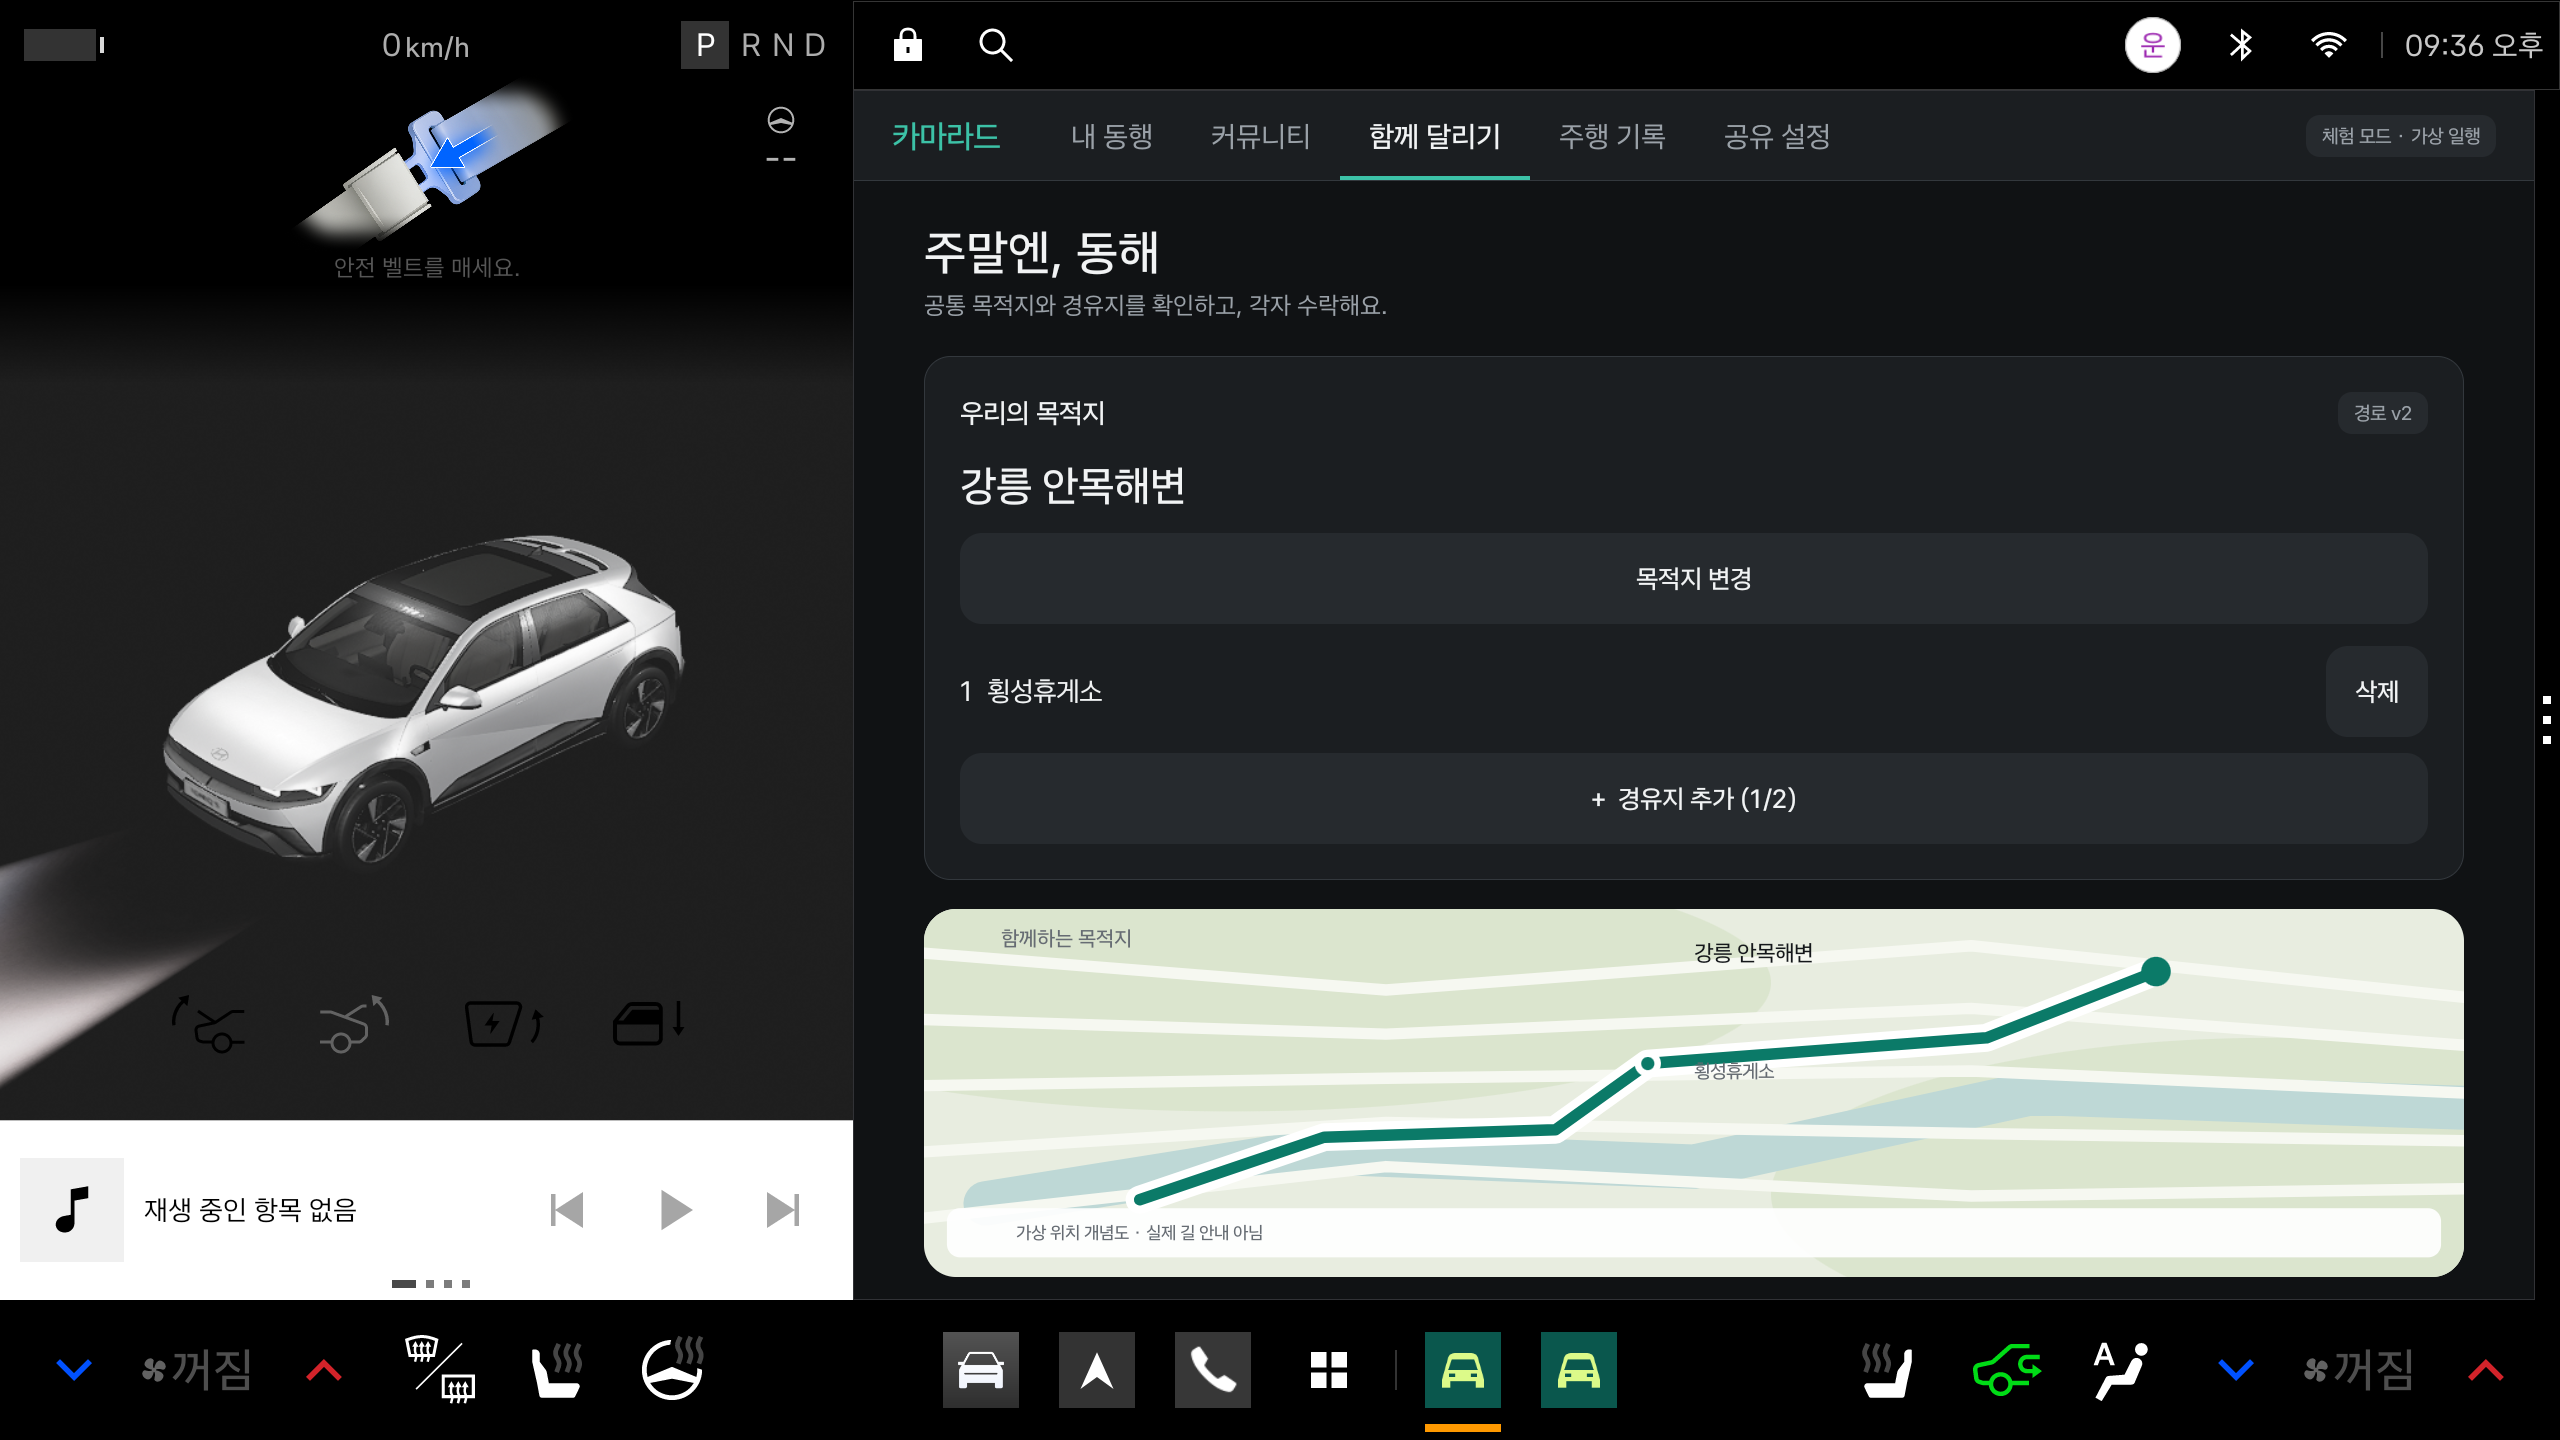 0 km/h
P R N D
안전 벨트를 매세요.
--
재생 중인 항목 없음
운
09:36 오후
카마라드
내 동행
커뮤니티
함께 달리기
주행 기록
공유 설정
체험 모드 · 가상 일행
주말엔, 동해
공통 목적지와 경유지를 확인하고, 각자 수락해요.
우리의 목적지
경로 v2
강릉 안목해변
목적지 변경
1 횡성휴게소
삭제
+ 경유지 추가 (1/2)
함께하는 목적지
강릉 안목해변
횡성휴게소
가상 위치 개념도 · 실제 길 안내 아님
꺼짐
A
꺼짐